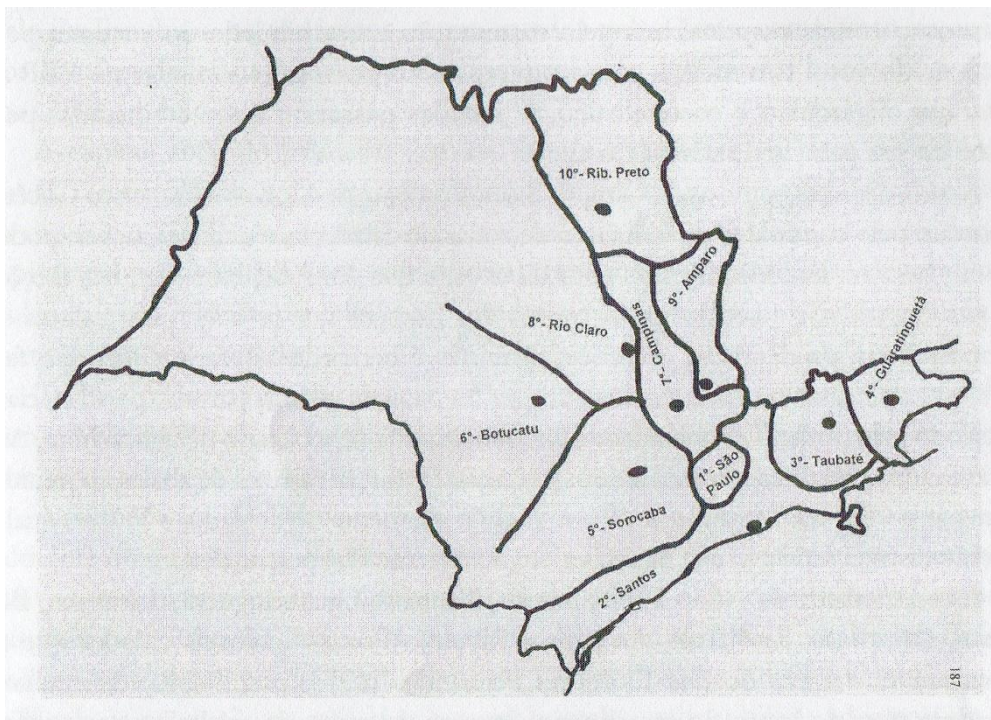 10º- Rib. Preto
9º- Amparo
8º- Rio Claro
7º- Campinas
4º- Guaratinguetá
6º- Botucatu
3º- Taubaté
1º- São
Paulo
5º- Sorocaba
Santos
187